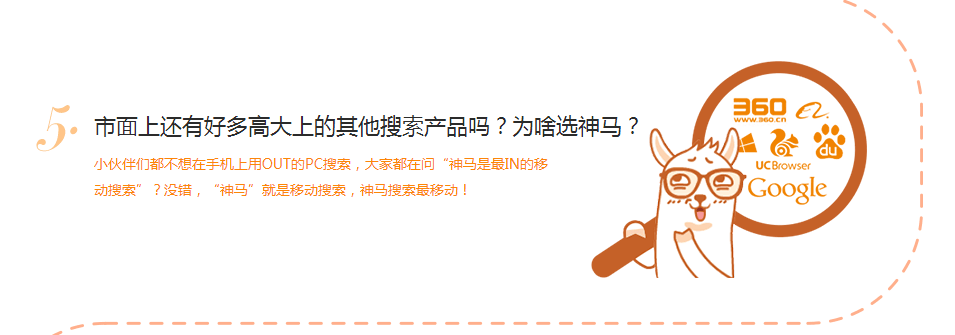 5.
市面上还有好多高大上的其他搜索产品吗？为啥选神马？
小伙伴们都不想在手机上用OUT的PC搜索，大家都在问“神马是最IN的移
动搜索”？没错，“神马”就是移动搜索，神马搜索最移动！
360
WWW.360.CN
du
UCBrowser
Google